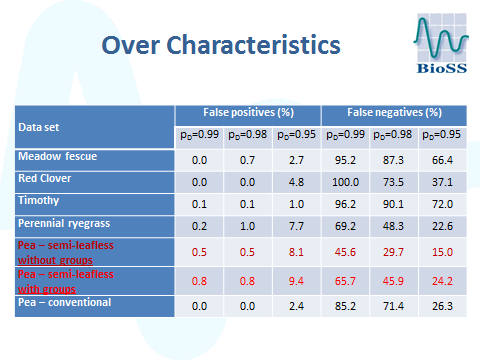 Over Characteristics
BioSS
Data set False positives (%) False negatives (%)
pD=0.99 pD=0.98 pD=0.95 pD=0.99 pD=0.98 pD=0.95
Meadow fescue 0.0 0.7 2.7 95.2 87.3 66.4
Red Clover 0.0 0.0 4.8 100.0 73.5 37.1
Timothy 0.1 0.1 1.0 96.2 90.1 72.0
Perennial ryegrass 0.2 1.0 7.7 69.2 48.3 22.6
Pea – semi-leafless
without groups 0.5 0.5 8.1 45.6 29.7 15.0
Pea – semi-leafless
with groups 0.8 0.8 9.4 65.7 45.9 24.2
Pea – conventional 0.0 0.0 2.4 85.2 71.4 26.3